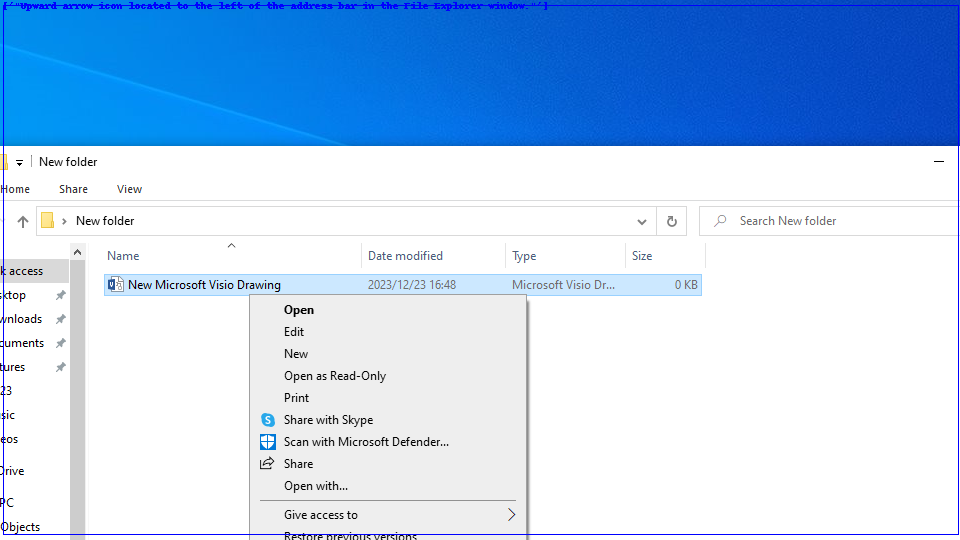 ['"Upward arrow icon located to the left of the address bar in the File Explorer window."']
New folder
Home Share View
New folder
Search New folder
Name Date modified Type Size
k access
New Microsoft Visio Drawing 2023/12/23 16:48 Microsoft Visio Dr... 0 KB
sktop
wnloads
cuments
tures
23
sic
eos
Drive
PC
Objects
Open
Edit
New
Open as Read-Only
Print
Share with Skype
Scan with Microsoft Defender...
Share
Open with...
Give access to
Restore previous versions